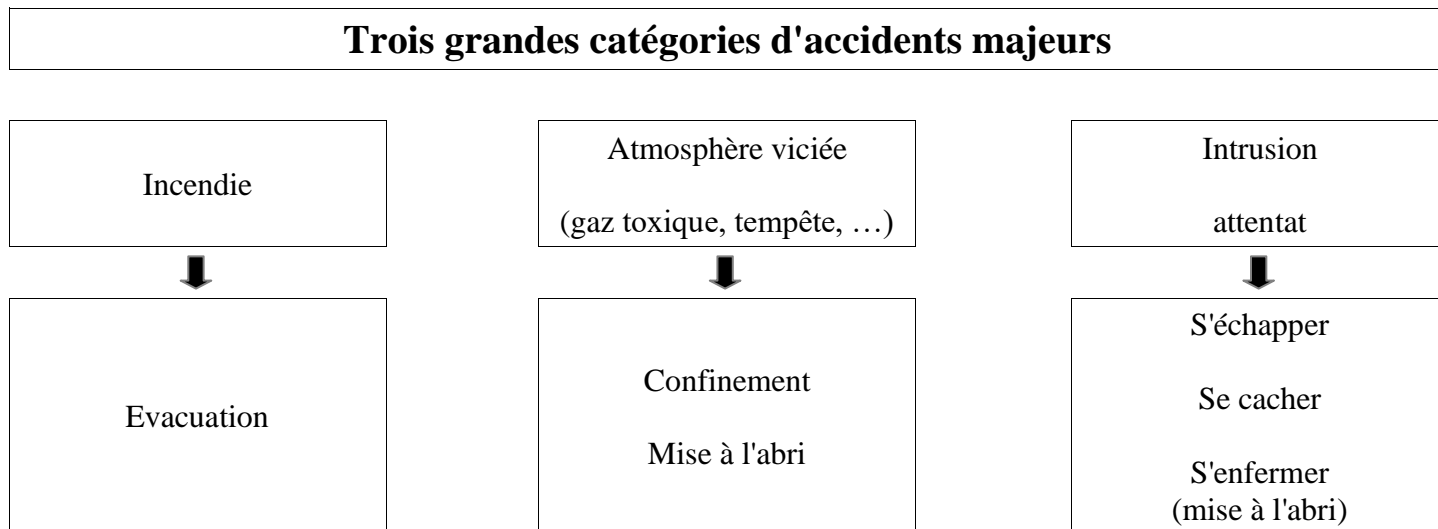 Trois grandes catégories d'accidents majeurs
Incendie
Atmosphère viciée
(gaz toxique, tempête, …)
Intrusion
attentat
Evacuation
Confinement
Mise à l'abri
S'échapper
Se cacher
S'enfermer
(mise à l'abri)